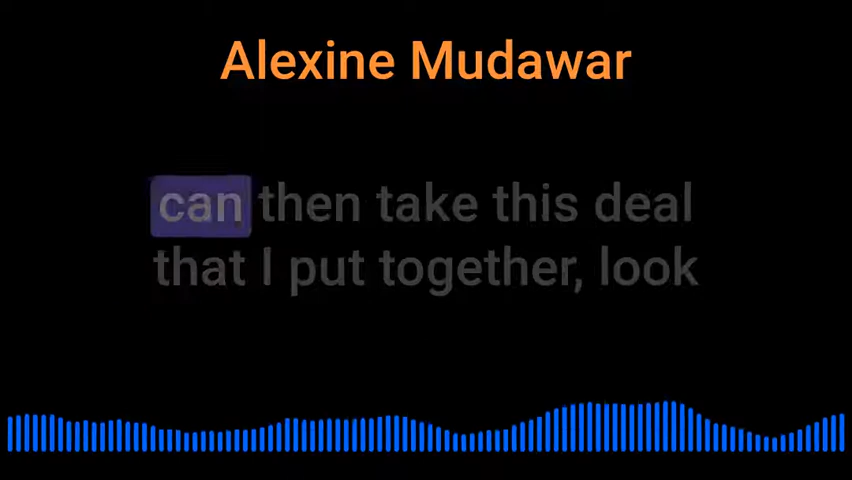 Alexine Mudawar
can then take this deal
that I put together, look